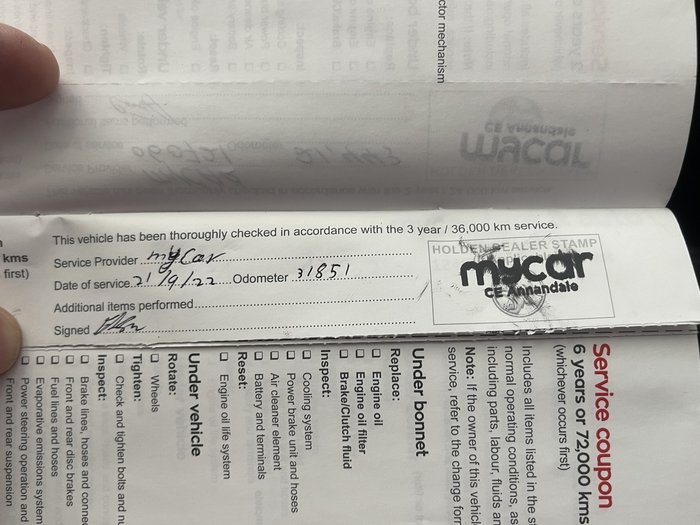 This vehicle has been thoroughly checked in accordance with the 3 year / 36,000 km service.
Service Provider mycar
Date of service 21/9/22 Odometer 31851
Additional items performed
Signed
HOLDEN DEALER STAMP
mycar
CE Annandale
kms
first)
ctor mechanism
Service coupon
6 years or 72,000 kms
(whichever occurs first)
Includes all items listed in the s
normal operating conditions, as
including parts, labour, fluids an
Note: If the owner of this vehicl
service, refer to the change form
Under bonnet
Replace:
Engine oil
Engine oil filter
Brake/Clutch fluid
Inspect:
Cooling system
Power brake unit and hoses
Air cleaner element
Battery and terminals
Reset:
Engine oil life system
Under vehicle
Rotate:
Wheels
Tighten:
Check and tighten bolts and nu
Inspect:
Brake lines, hoses and connec
Front and rear disc brakes
Fuel lines and hoses
Evaporative emissions system
Power steering operation and
Front and rear suspension